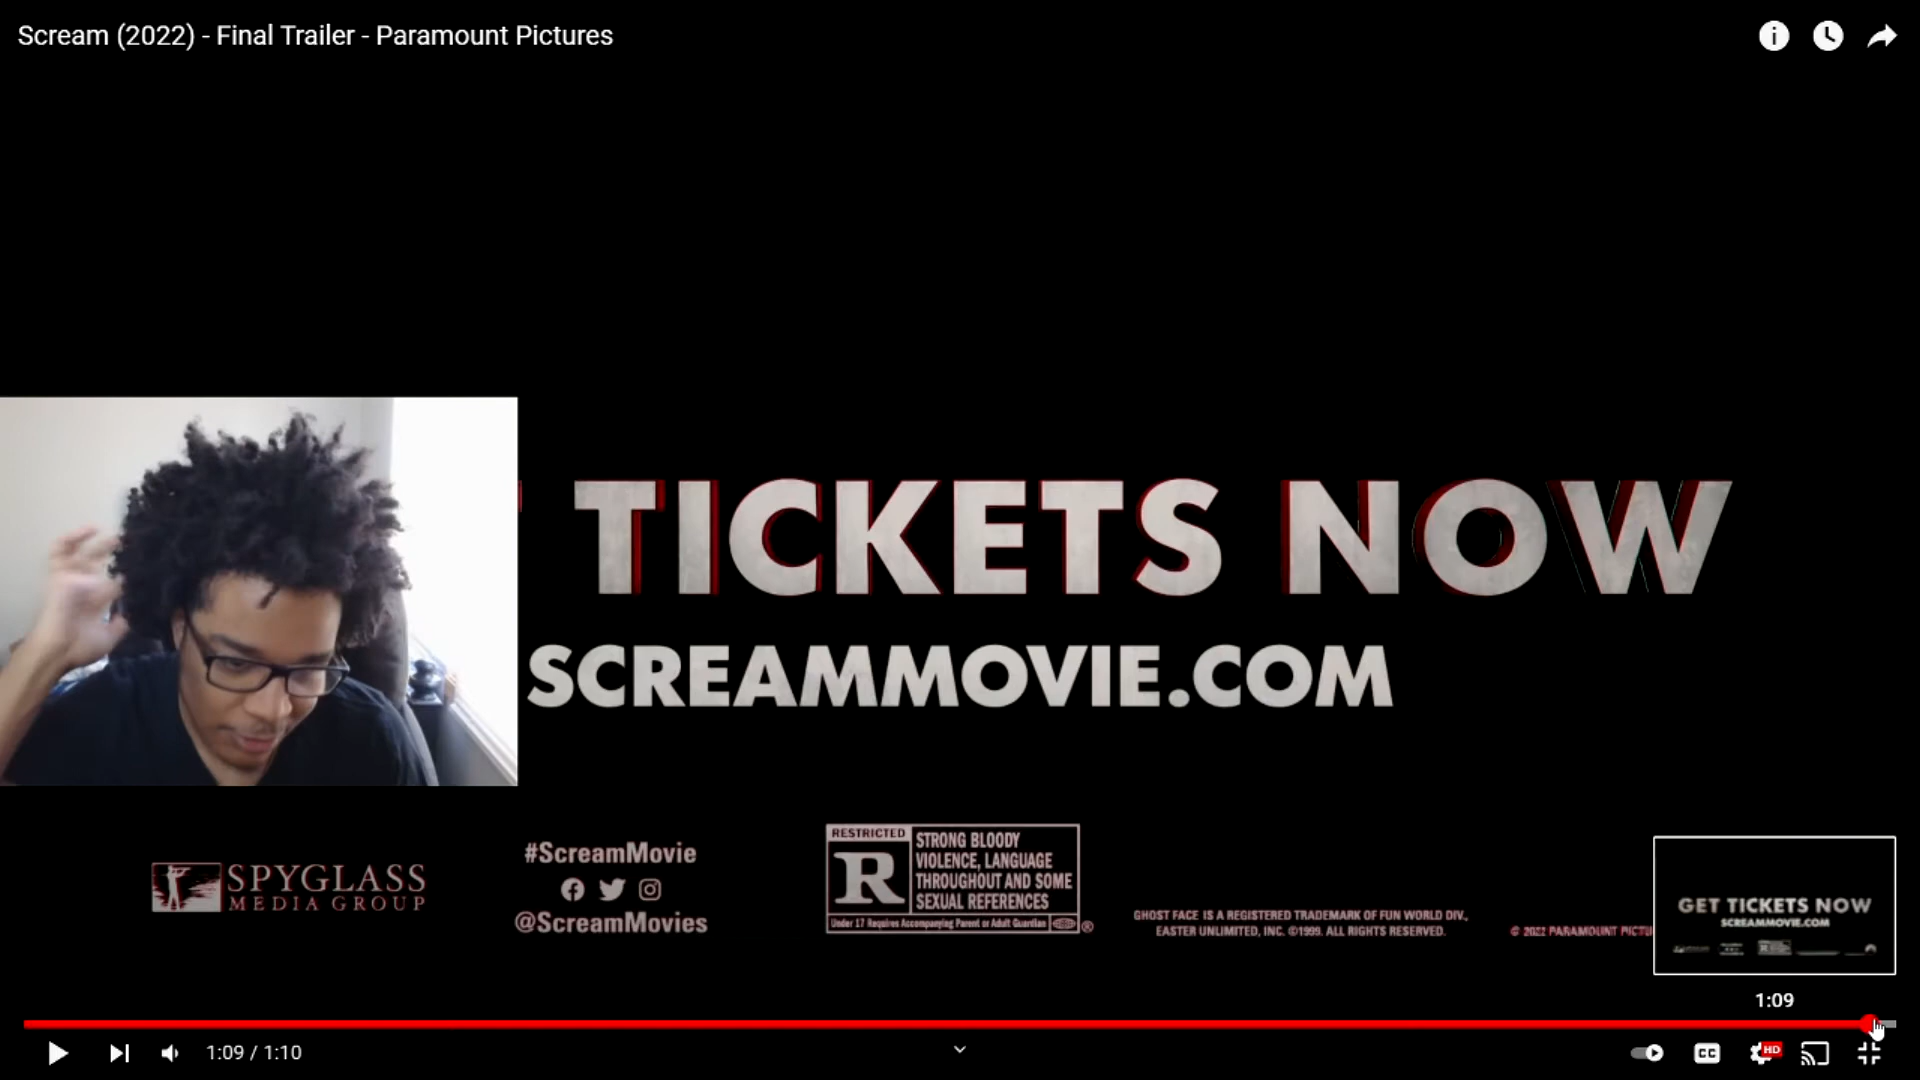 Scream (2022) - Final Trailer - Paramount Pictures
TICKETS NOW
SCREAMMOVIE.COM
SPYGLASS
MEDIA GROUP
#ScreamMovie
@ScreamMovies
RESTRICTED
R
STRONG BLOODY
VIOLENCE, LANGUAGE
THROUGHOUT AND SOME
SEXUAL REFERENCES
Under 17 Requires Accompanying Parent or Adult Guardian
®
GHOST FACE IS A REGISTERED TRADEMARK OF FUN WORLD DIV.,
EASTER UNLIMITED, INC. ©1999. ALL RIGHTS RESERVED.
© 2022 PARAMOUNT PICTU
GET TICKETS NOW
SCREAMMOVIE.COM
1:09
1:09 / 1:10
CC
HD